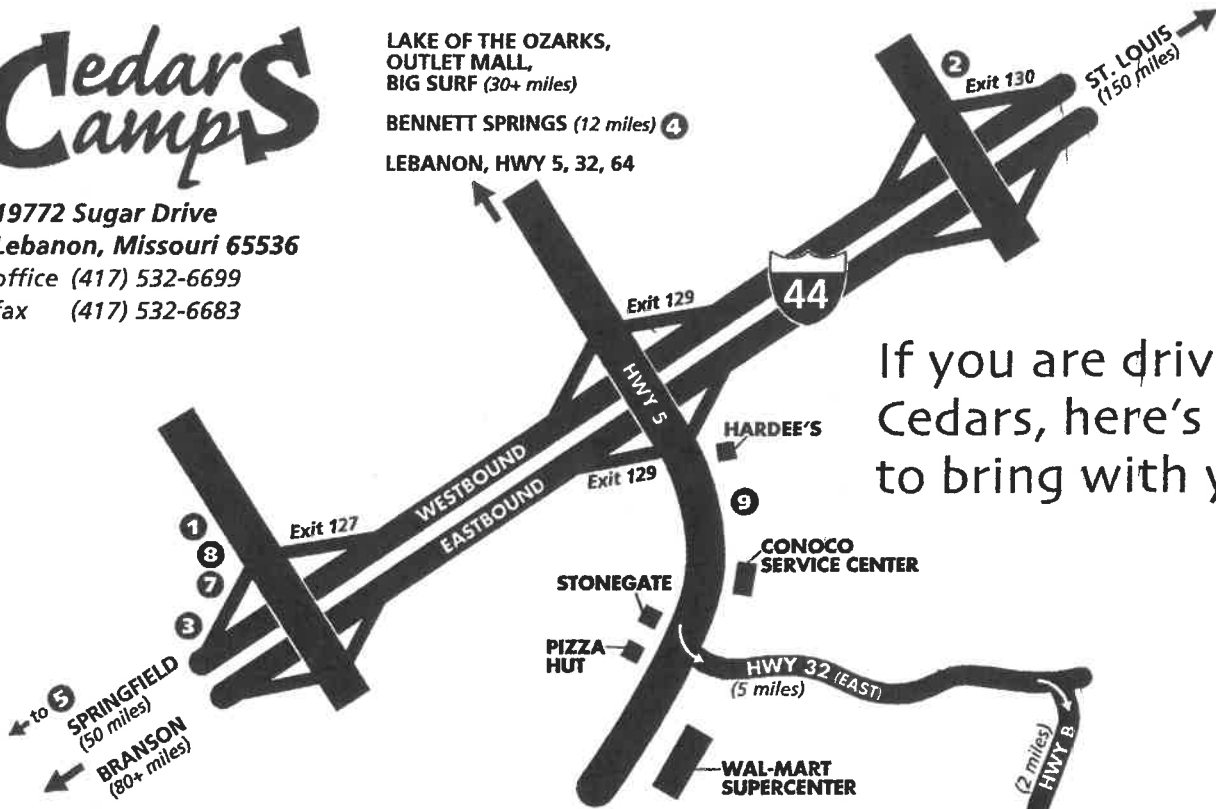 Cedars
Camps
19772 Sugar Drive
Lebanon, Missouri 65536
office (417) 532-6699
fax (417) 532-6683
LAKE OF THE OZARKS,
OUTLET MALL,
BIG SURF (30+ miles)
BENNETT SPRINGS (12 miles) 4
LEBANON, HWY 5, 32, 64
2
Exit 130
ST. LOUIS
(150 miles)
44
Exit 129
HWY 5
HARDEE'S
Exit 129
9
If you are driv
Cedars, here's
to bring with y
WESTBOUND
EASTBOUND
1
8
7
3
Exit 127
CONOCO
SERVICE CENTER
STONEGATE
PIZZA
HUT
HWY 32 (EAST)
(5 miles)
(2 miles)
HWY B
to 5
SPRINGFIELD
(50 miles)
BRANSON
(80+ miles)
WAL-MART
SUPERCENTER